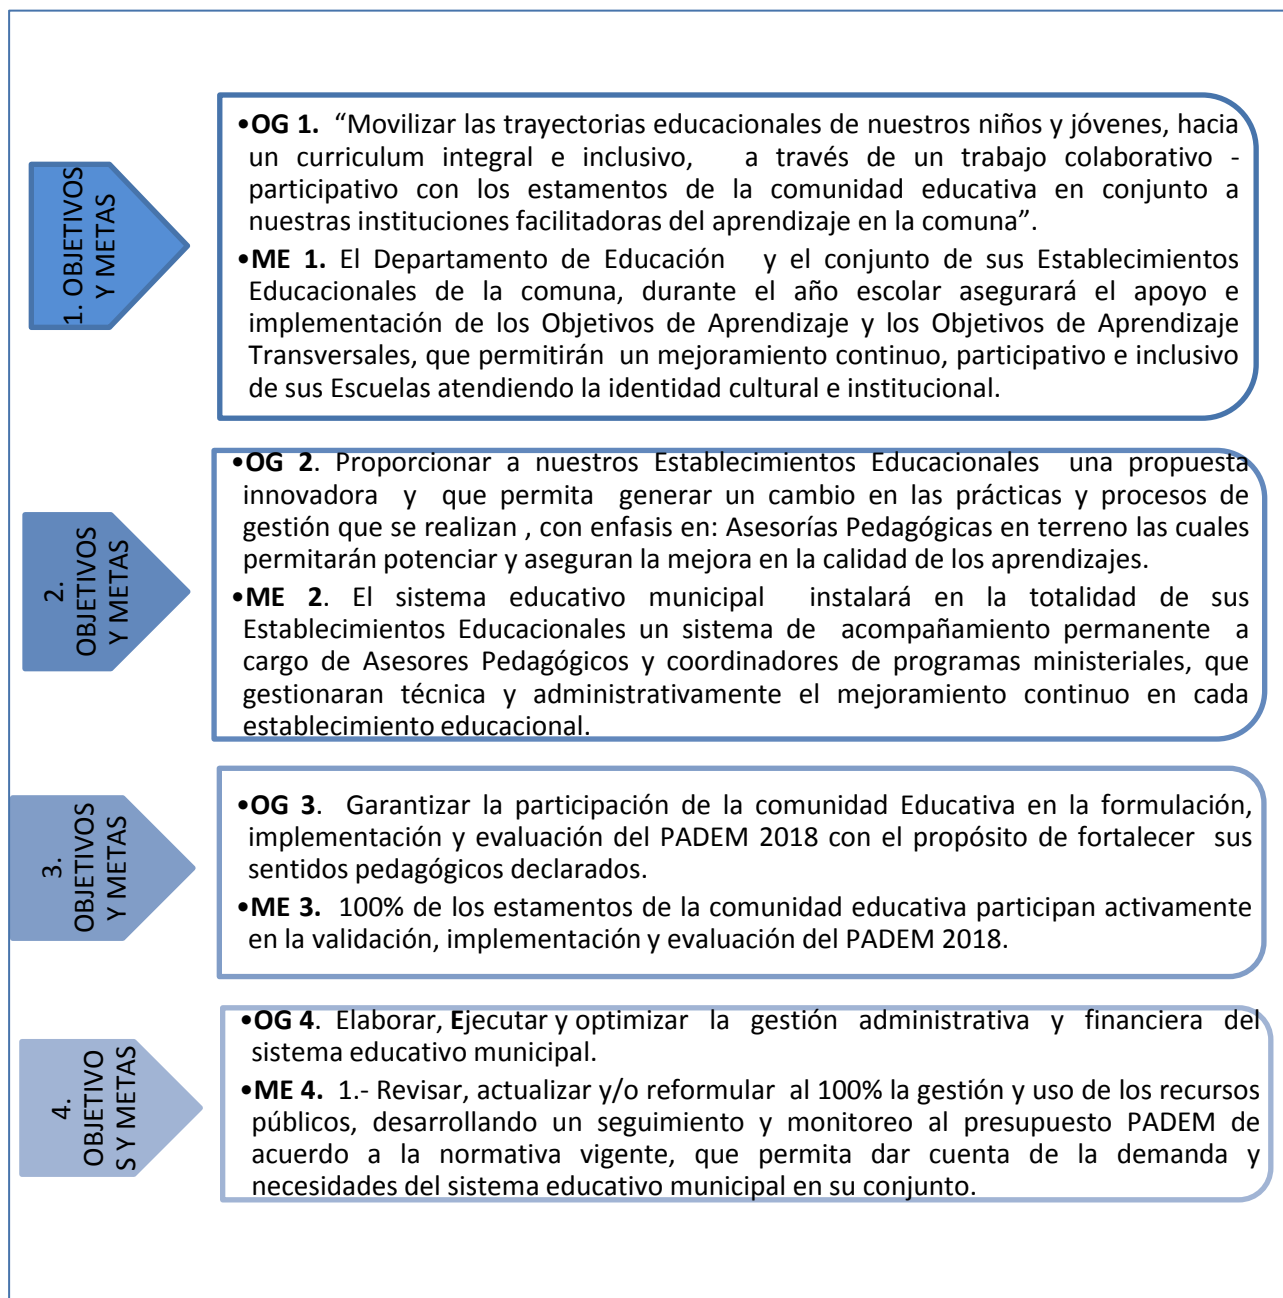 1. OBJETIVOS
Y METAS
•OG 1. “Movilizar las trayectorias educacionales de nuestros niños y jóvenes, hacia
un curriculum integral e inclusivo, a través de un trabajo colaborativo -
participativo con los estamentos de la comunidad educativa en conjunto a
nuestras instituciones facilitadoras del aprendizaje en la comuna”.
•ME 1. El Departamento de Educación y el conjunto de sus Establecimientos
Educacionales de la comuna, durante el año escolar asegurará el apoyo e
implementación de los Objetivos de Aprendizaje y los Objetivos de Aprendizaje
Transversales, que permitirán un mejoramiento continuo, participativo e inclusivo
de sus Escuelas atendiendo la identidad cultural e institucional.
2.
OBJETIVOS
Y METAS
•OG 2. Proporcionar a nuestros Establecimientos Educacionales una propuesta
innovadora y que permita generar un cambio en las prácticas y procesos de
gestión que se realizan , con enfasis en: Asesorías Pedagógicas en terreno las cuales
permitarán potenciar y aseguran la mejora en la calidad de los aprendizajes.
•ME 2. El sistema educativo municipal instalará en la totalidad de sus
Establecimientos Educacionales un sistema de acompañamiento permanente a
cargo de Asesores Pedagógicos y coordinadores de programas ministeriales, que
gestionaran técnica y administrativamente el mejoramiento continuo en cada
establecimiento educacional.
3.
OBJETIVOS
Y METAS
•OG 3. Garantizar la participación de la comunidad Educativa en la formulación,
implementación y evaluación del PADEM 2018 con el propósito de fortalecer sus
sentidos pedagógicos declarados.
•ME 3. 100% de los estamentos de la comunidad educativa participan activamente
en la validación, implementación y evaluación del PADEM 2018.
4.
OBJETIVO
S Y METAS
•OG 4. Elaborar, Ejecutar y optimizar la gestión administrativa y financiera del
sistema educativo municipal.
•ME 4. 1.- Revisar, actualizar y/o reformular al 100% la gestión y uso de los recursos
públicos, desarrollando un seguimiento y monitoreo al presupuesto PADEM de
acuerdo a la normativa vigente, que permita dar cuenta de la demanda y
necesidades del sistema educativo municipal en su conjunto.